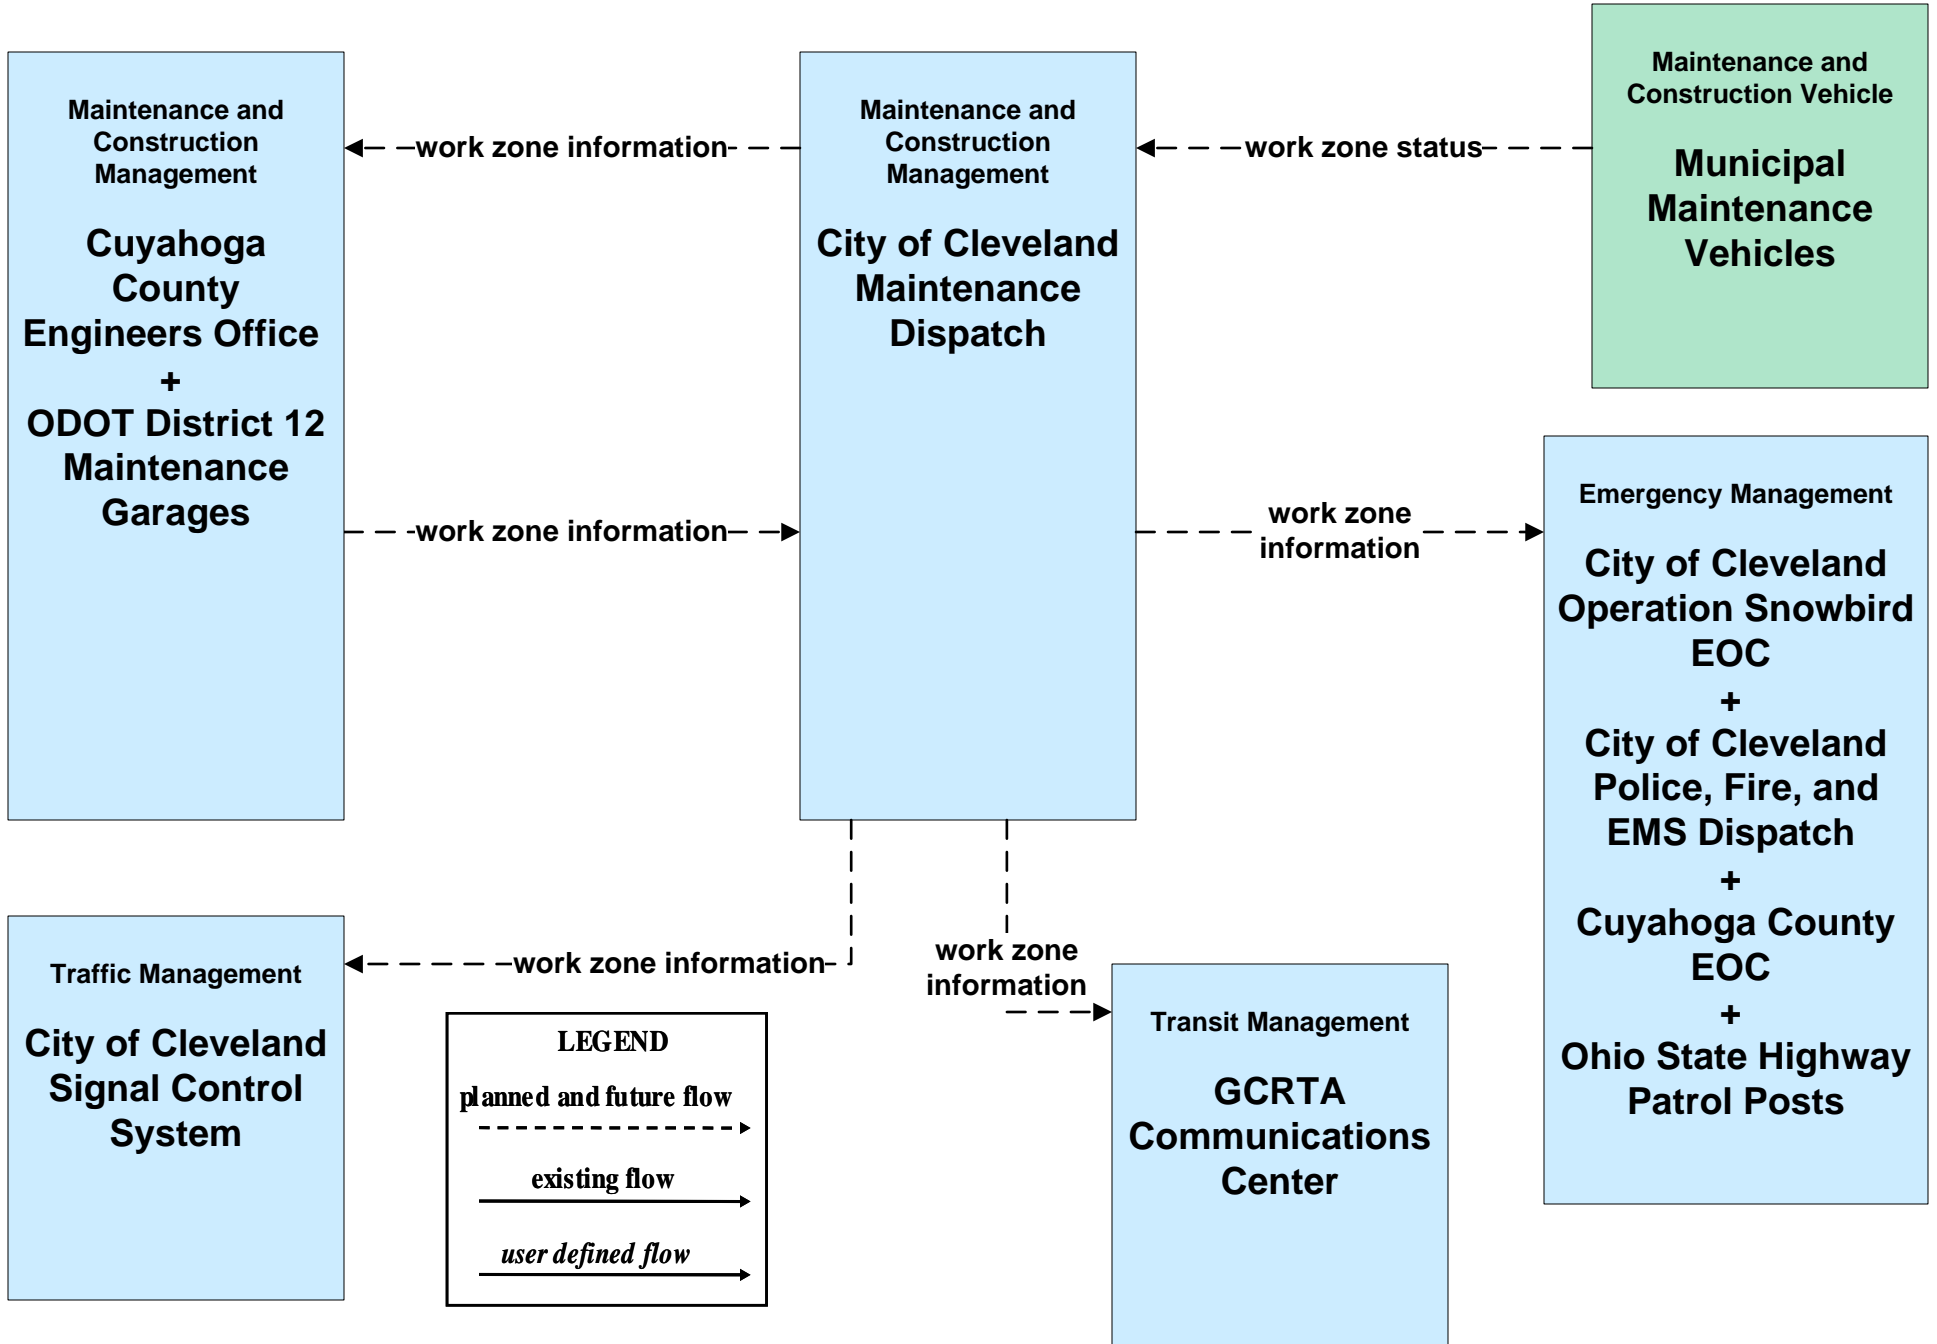 Maintenance and
Construction
Management
Cuyahoga
County
Engineers Office
+
ODOT District 12
Maintenance
Garages
work zone information
work zone information
Maintenance and
Construction
Management
City of Cleveland
Maintenance
Dispatch
work zone status
Maintenance and
Construction Vehicle
Municipal
Maintenance
Vehicles
work zone
information
Emergency Management
City of Cleveland
Operation Snowbird
EOC
+
City of Cleveland
Police, Fire, and
EMS Dispatch
+
Cuyahoga County
EOC
+
Ohio State Highway
Patrol Posts
Traffic Management
City of Cleveland
Signal Control
System
work zone information
work zone
information
Transit Management
GCRTA
Communications
Center
LEGEND
planned and future flow
existing flow
user defined flow